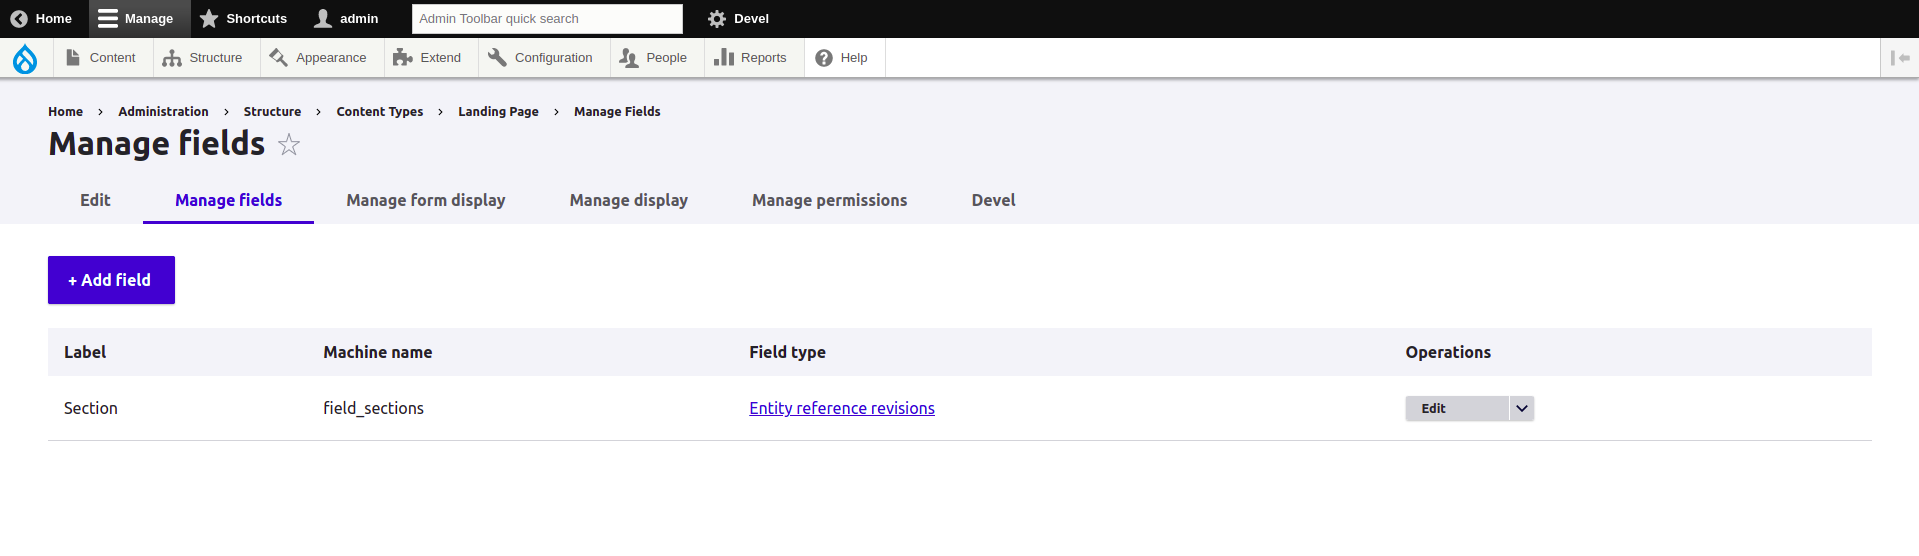 Home Manage Shortcuts admin Admin Toolbar quick search Devel
Content Structure Appearance Extend Configuration People Reports Help
Home › Administration › Structure › Content Types › Landing Page › Manage Fields
Manage fields
Edit Manage fields Manage form display Manage display Manage permissions Devel
+ Add field
Label Machine name Field type Operations
Section field_sections Entity reference revisions Edit